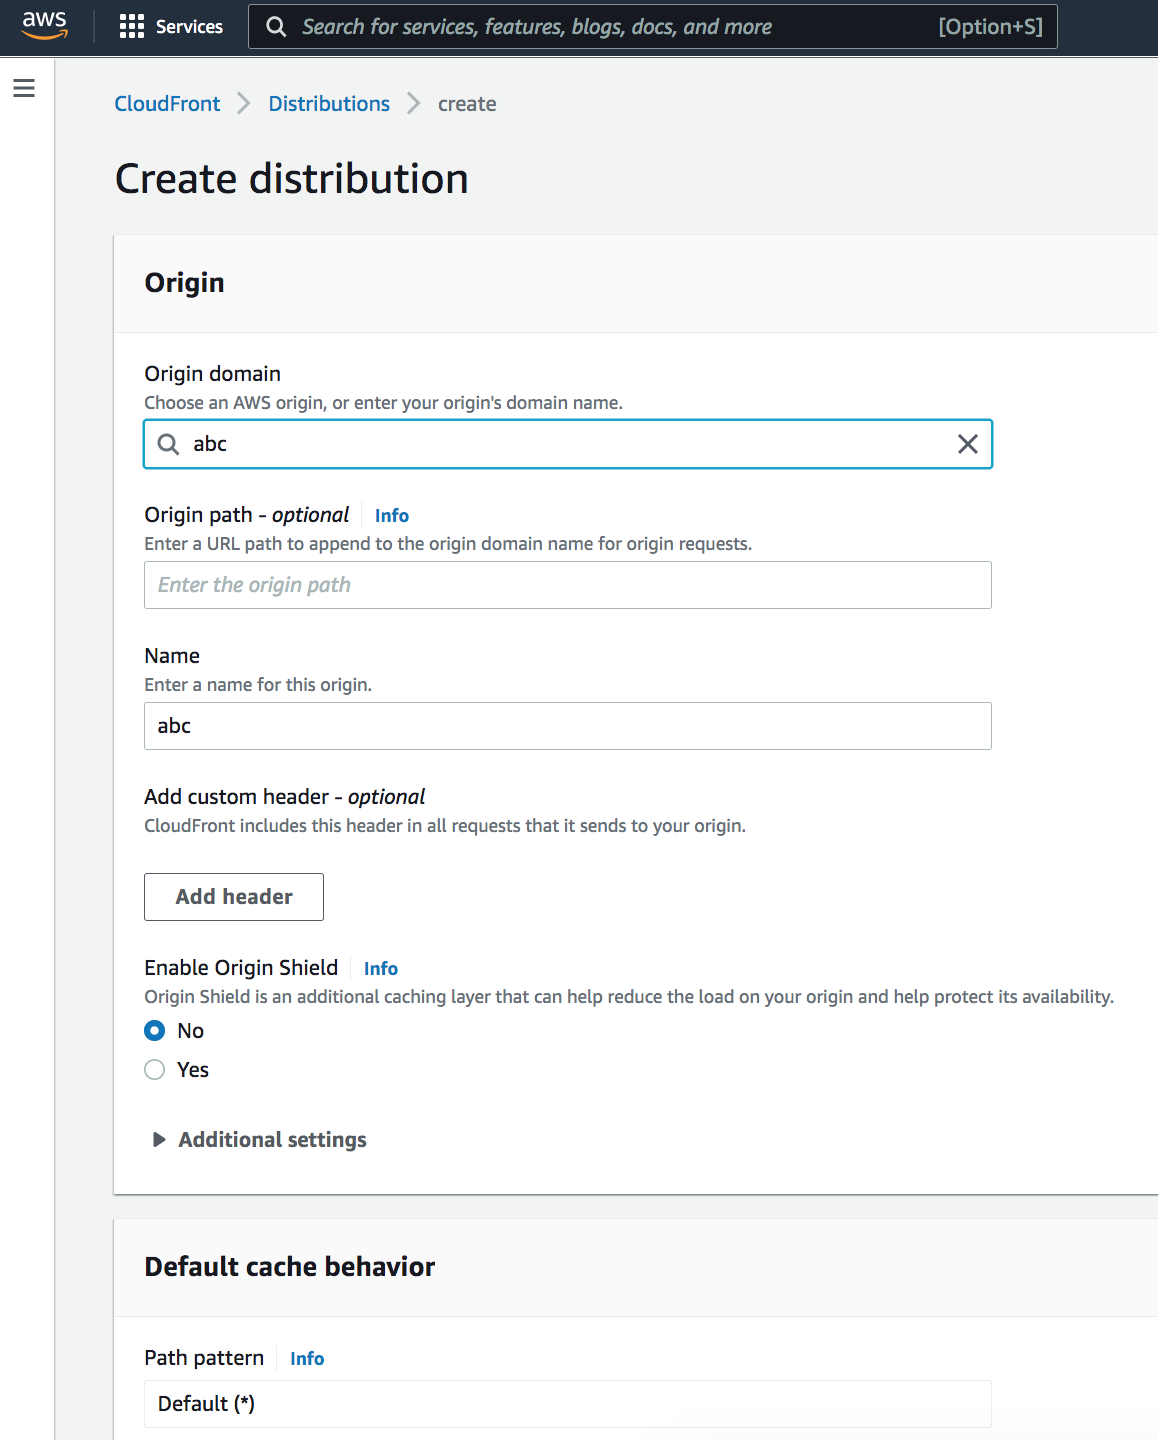 aws Services Search for services, features, blogs, docs, and more [Option+S]
CloudFront Distributions create
Create distribution
Origin
Origin domain
Choose an AWS origin, or enter your origin's domain name.
abc
Origin path - optional Info
Enter a URL path to append to the origin domain name for origin requests.
Enter the origin path
Name
Enter a name for this origin.
abc
Add custom header - optional
CloudFront includes this header in all requests that it sends to your origin.
Add header
Enable Origin Shield Info
Origin Shield is an additional caching layer that can help reduce the load on your origin and help protect its availability.
No
Yes
Additional settings
Default cache behavior
Path pattern Info
Default (*)